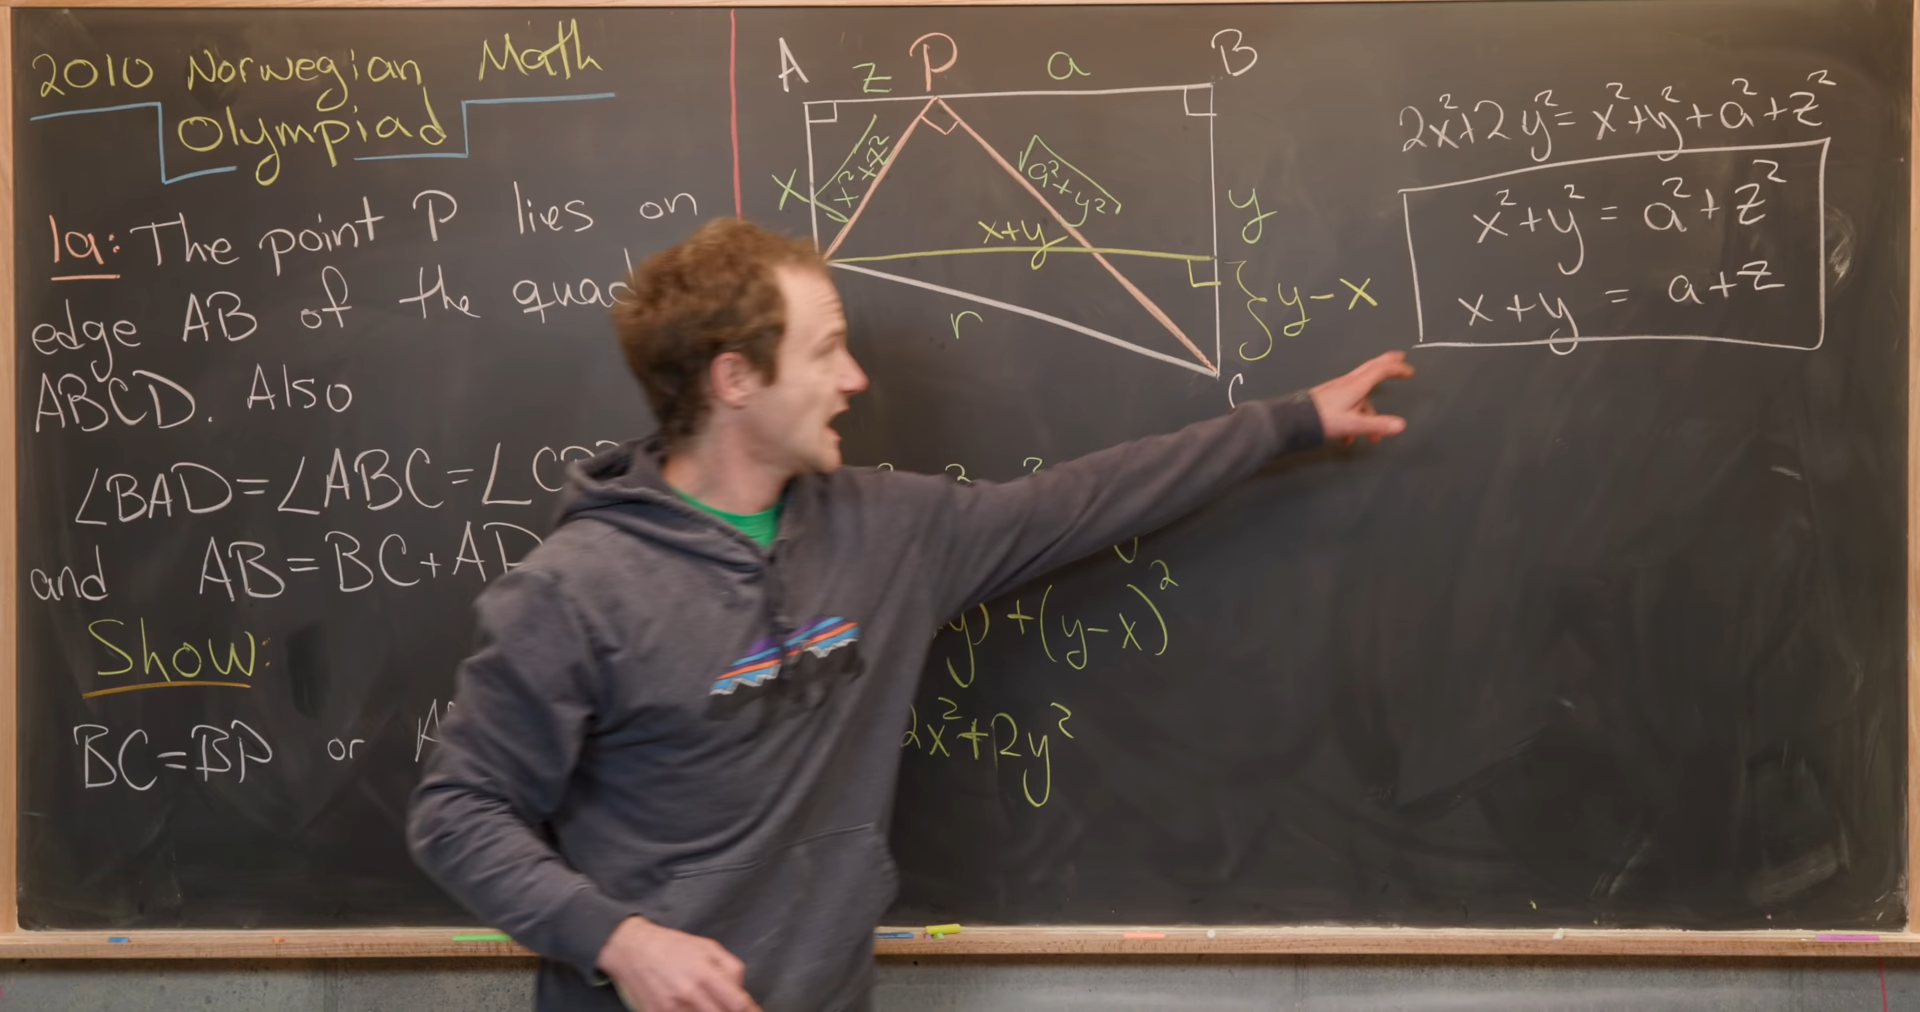 2010 Norwegian Math
Olympiad
1a: The point P lies on
edge AB of the quad
ABCD. Also
∠BAD=∠ABC=∠C
and AB=BC+AD
Show:
BC=BP or A
A z P a B
x √x²+z² √a²+y² y
x+y
r }y-x
C
y)+(y-x)²
2x²+2y²
2x²+2y²=x²+y²+a²+z²
x²+y²=a²+z²
x+y = a+z